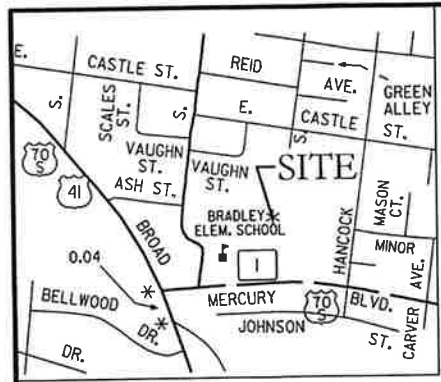 E.
CASTLE ST.
REID
AVE.
GREEN
ALLEY
S.
SCALES
ST.
S.
E.
CASTLE
ST.
S.
VAUGHN
ST.
VAUGHN
ST.
SITE
70
S
41
ASH ST.
BRADLEY
ELEM. SCHOOL
HANCOCK
MASON
CT.
MINOR
BROAD
0.04
1
AVE.
BELLWOOD
DR.
MERCURY
70
S
BLVD.
JOHNSON
ST.
CARVER
DR.